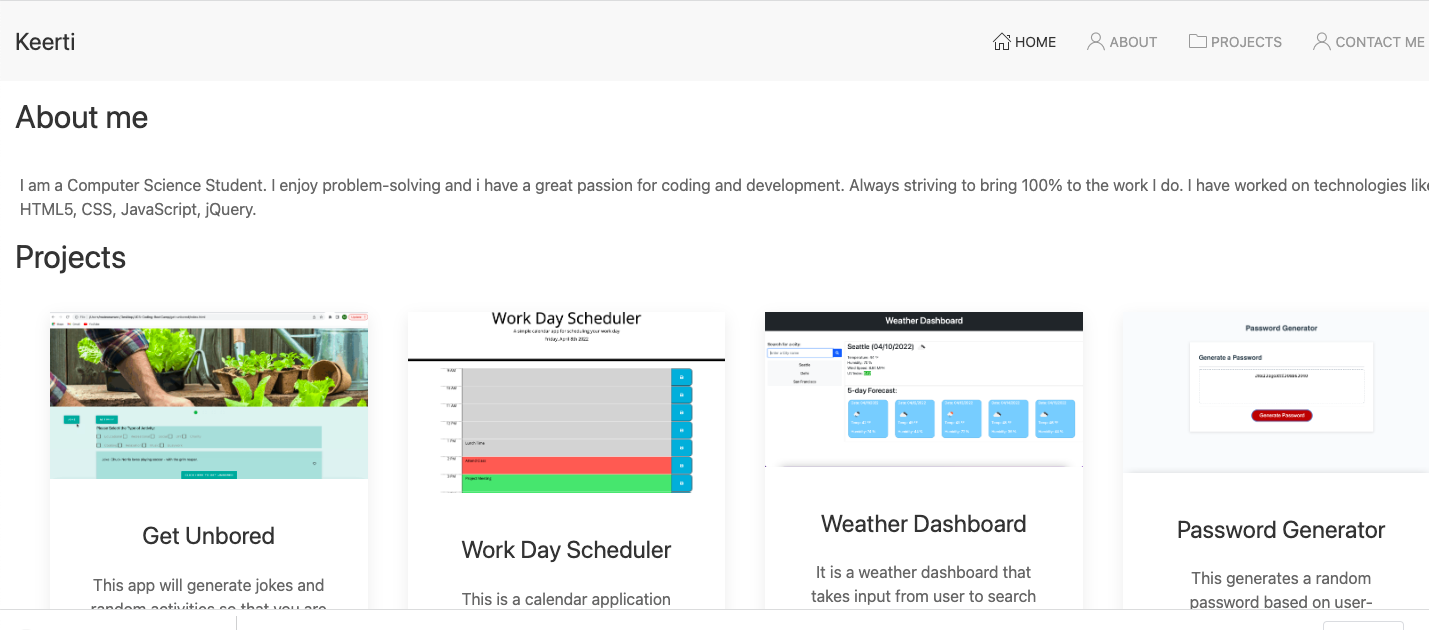 Keerti
HOME
ABOUT
PROJECTS
CONTACT ME
About me
I am a Computer Science Student. I enjoy problem-solving and i have a great passion for coding and development. Always striving to bring 100% to the work I do. I have worked on technologies like
HTML5, CSS, JavaScript, jQuery.
Projects
Work Day Scheduler
A simple calendar app for scheduling your work day
Friday, April 8th 2022
9 AM
10 AM
11 AM
12 PM
1 PM
Lunch Time
2 PM
3 PM
Project Meeting
Weather Dashboard
Search for a city:
Seattle (04/10/2022)
Seattle
San Francisco
5-day Forecast:
Password Generator
Generate a Password
Generate Password
Get Unbored
This app will generate jokes and
random activities so that you are
Work Day Scheduler
This is a calendar application
Weather Dashboard
It is a weather dashboard that
takes input from user to search
Password Generator
This generates a random
password based on user-